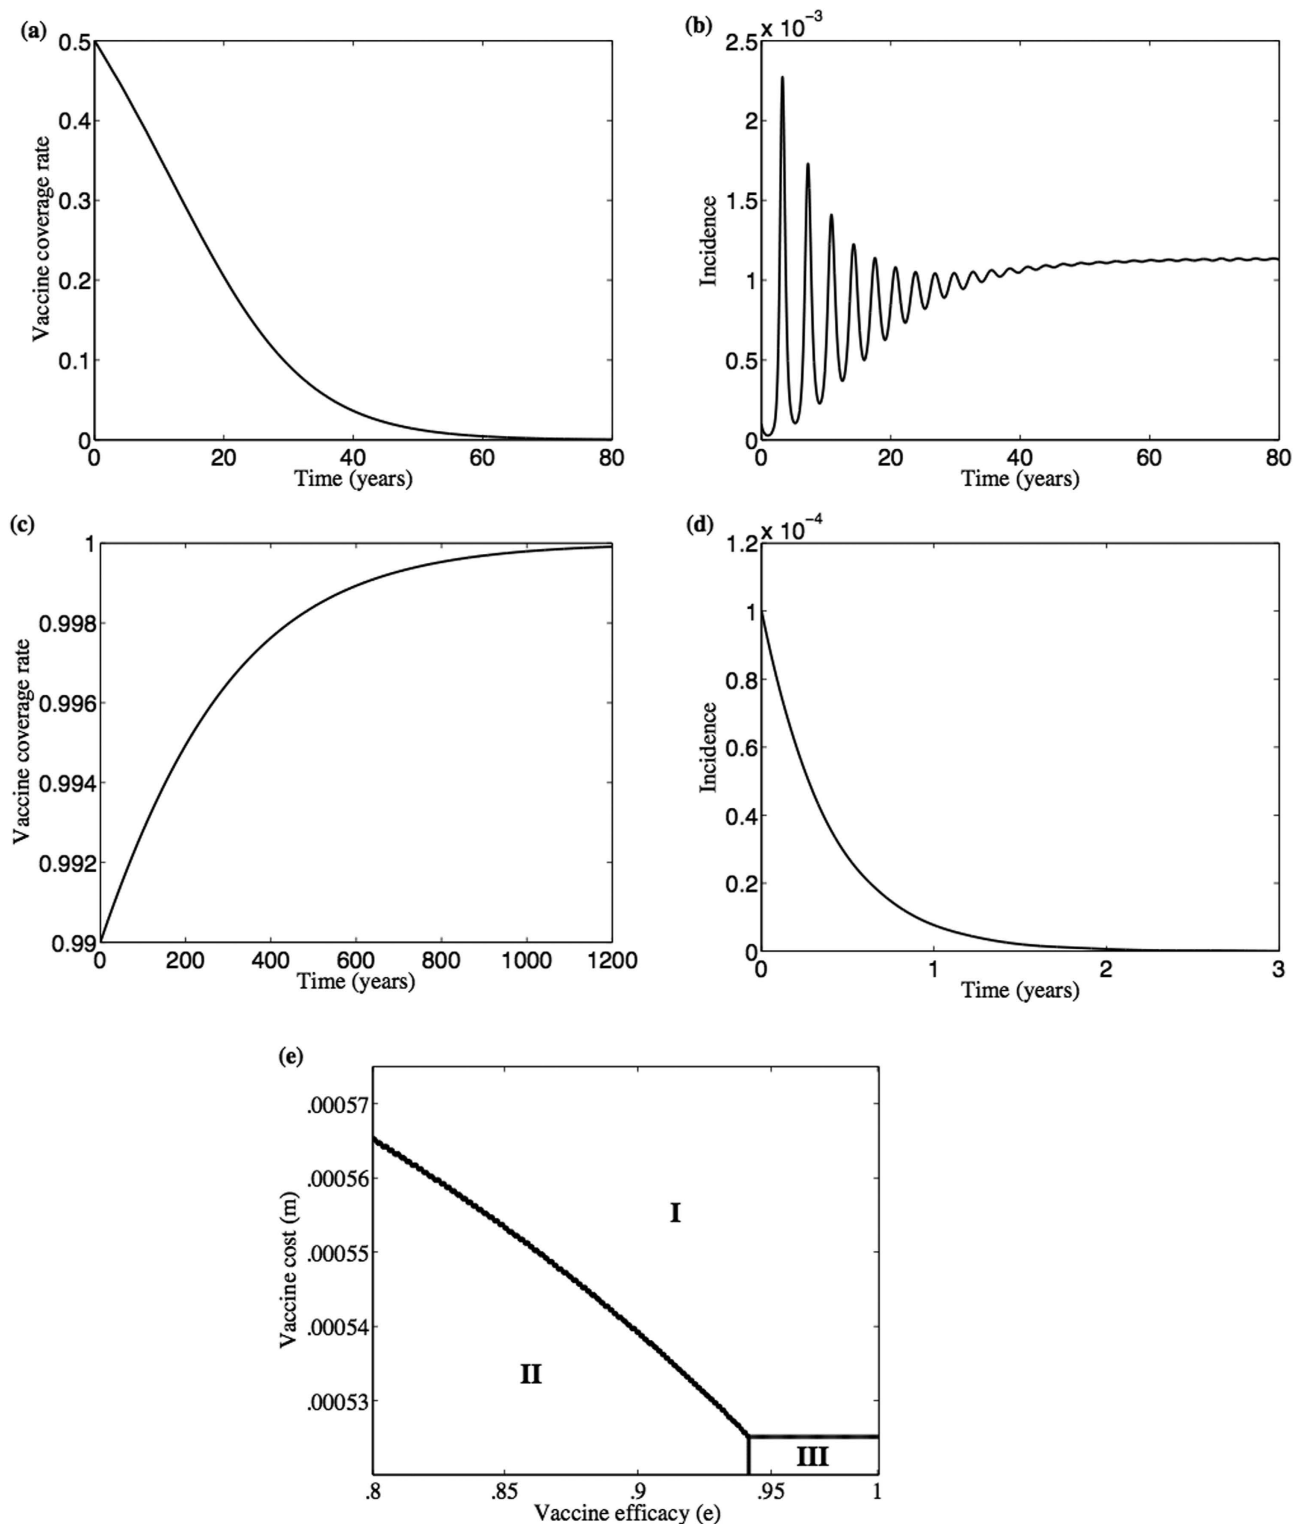 (a)
0.5
0.4
0.3
0.2
0.1
0
0 20 40 60 80
Time (years)
Vaccine coverage rate
(b)
x 10⁻³
2.5
2
1.5
1
0.5
0
0 20 40 60 80
Time (years)
Incidence
(c)
1
0.998
0.996
0.994
0.992
0.99
0 200 400 600 800 1000 1200
Time (years)
Vaccine coverage rate
(d)
x 10⁻⁴
1.2
1
0.8
0.6
0.4
0.2
0
0 1 2 3
Time (years)
Incidence
(e)
.00057
.00056
.00055
.00054
.00053
I
II
III
.8 .85 .9 .95 1
Vaccine efficacy (e)
Vaccine cost (m)